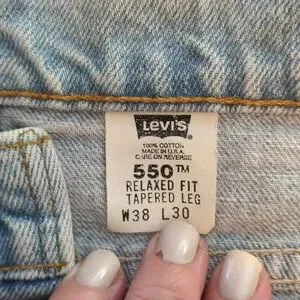 LEVI'S
100% COTTON
MADE IN U.S.A.
CARE ON REVERSE
550™
RELAXED FIT
TAPERED LEG
W38 L30